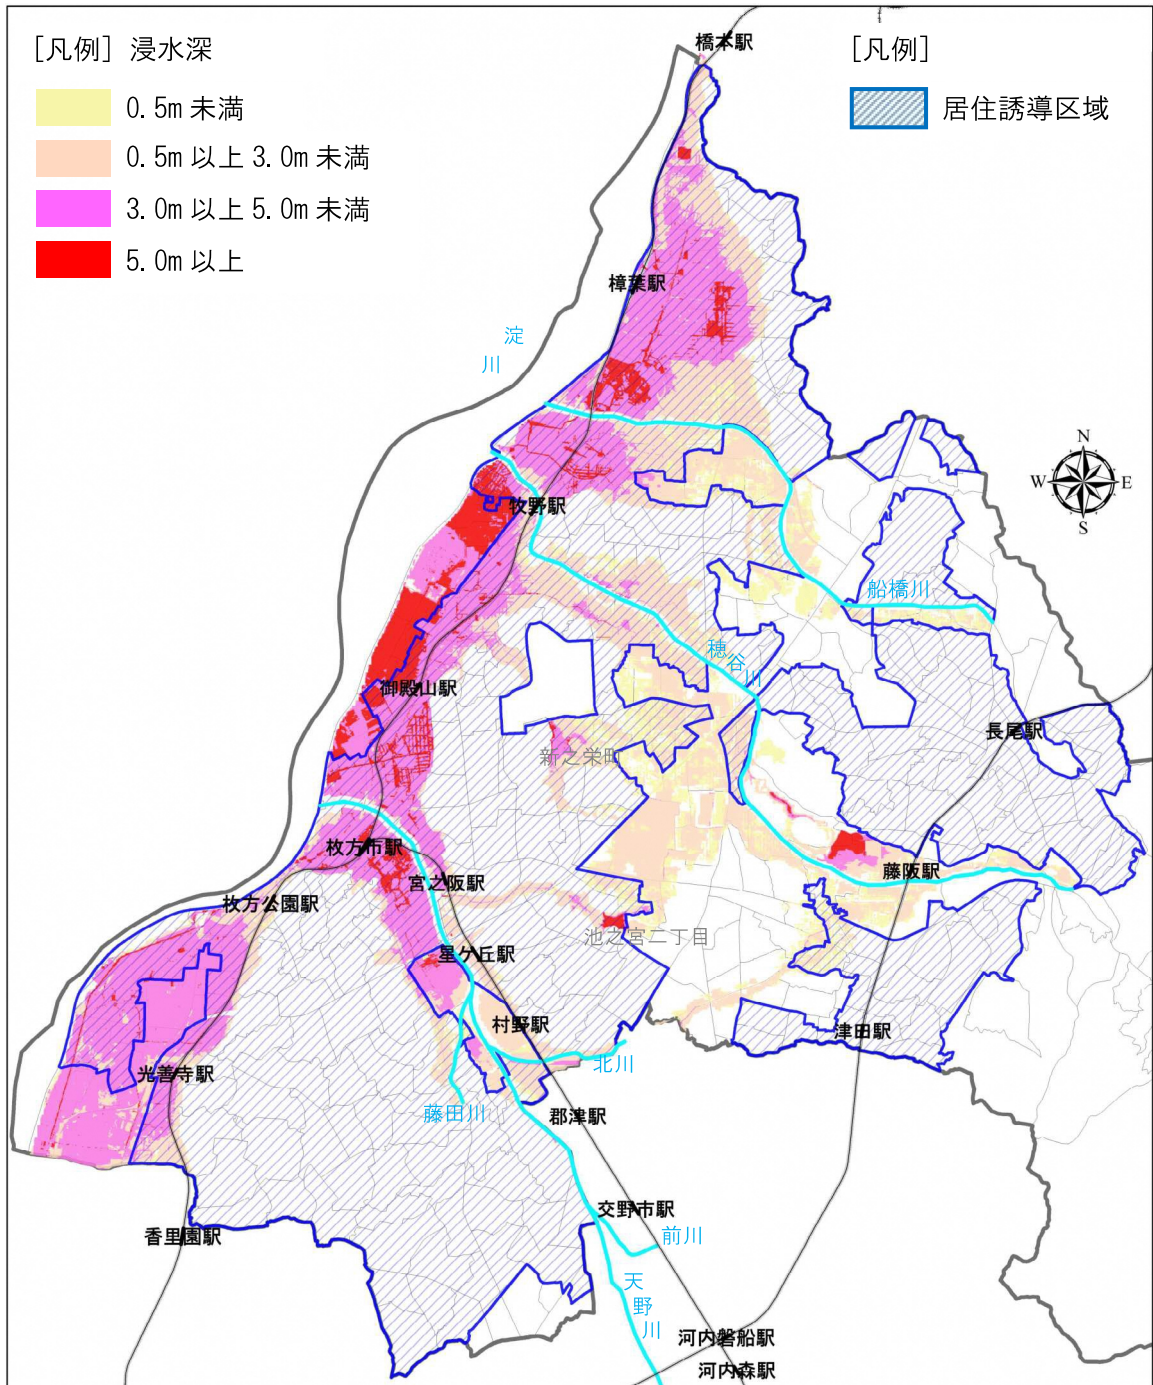 [凡例] 浸水深
0.5m 未満
0.5m 以上 3.0m 未満
3.0m 以上 5.0m 未満
5.0m 以上
[凡例]
居住誘導区域
橋本駅
樟葉駅
淀川
N
W E
S
牧野駅
船橋川
穂谷川
御殿山駅
長尾駅
新之栄町
枚方市駅
藤阪駅
宮之阪駅
枚方公園駅
池之宮二丁目
星ケ丘駅
村野駅
津田駅
北川
光善寺駅
藤田川
郡津駅
交野市駅
香里園駅
前川
天野川
河内磐船駅
河内森駅